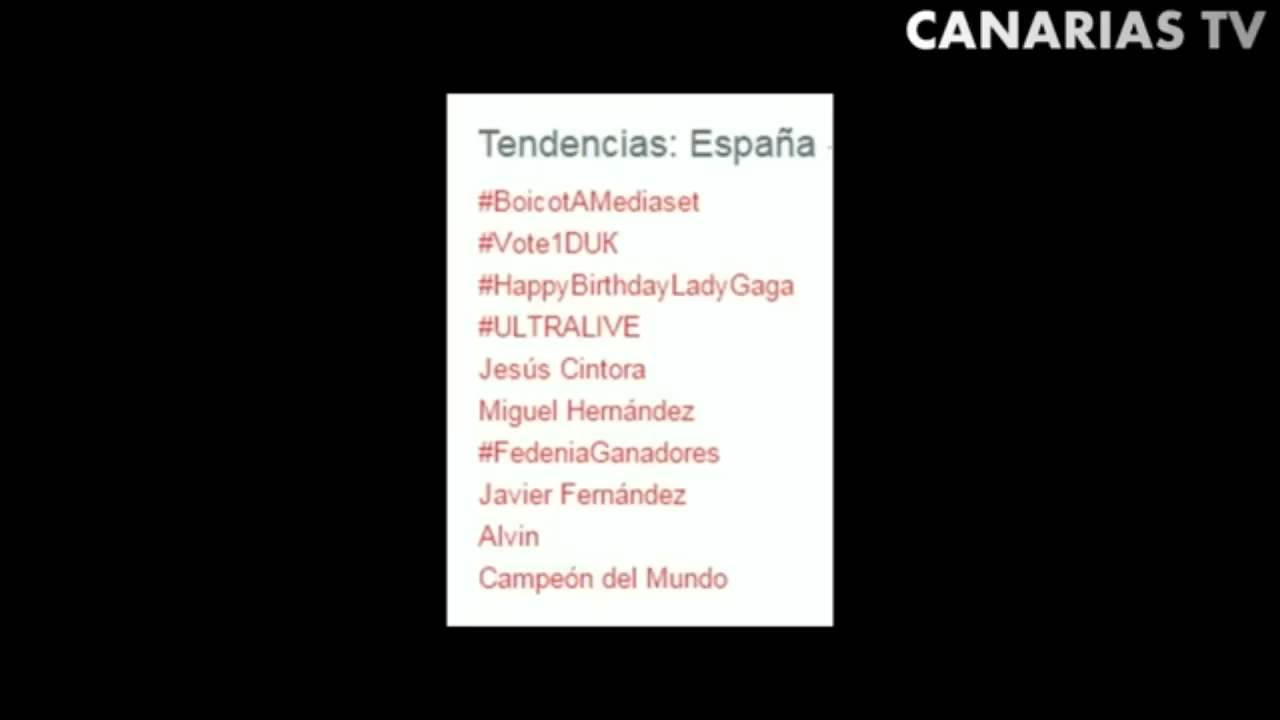 CANARIAS TV
Tendencias: España
#BoicotAMediaset
#Vote1DUK
#HappyBirthdayLadyGaga
#ULTRALIVE
Jesús Cintora
Miguel Hernández
#FedeniaGanadores
Javier Fernández
Alvin
Campeón del Mundo